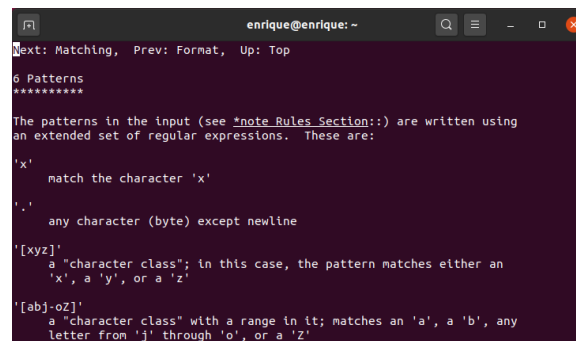 enrique@enrique: ~
Next: Matching,  Prev: Format,  Up: Top
6 Patterns
**********
The patterns in the input (see *note Rules Section::) are written using
an extended set of regular expressions.  These are:
'x'
     match the character 'x'
'.'
     any character (byte) except newline
'[xyz]'
     a "character class"; in this case, the pattern matches either an
     'x', a 'y', or a 'z'
'[abj-oZ]'
     a "character class" with a range in it; matches an 'a', a 'b', any
     letter from 'j' through 'o', or a 'Z'